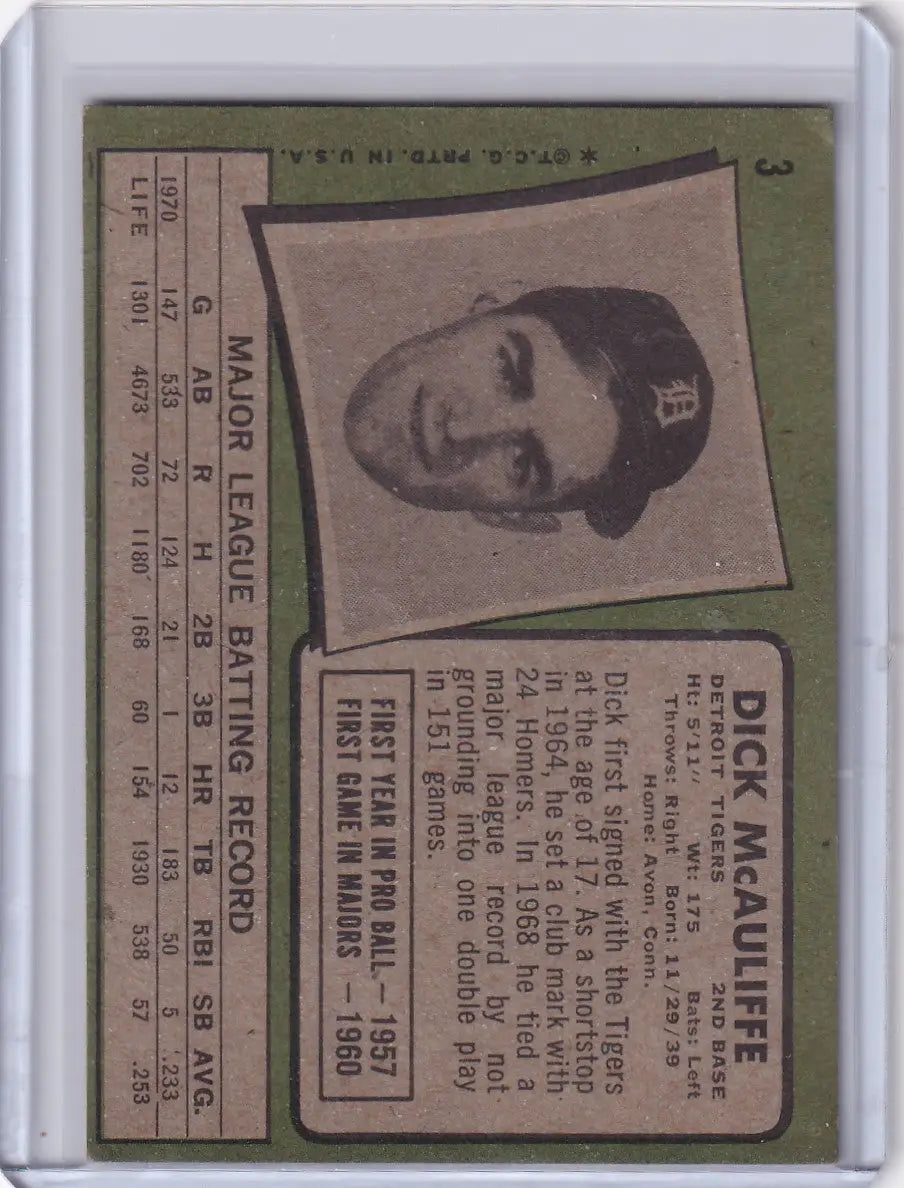 3
* ©T.C.G. PRTD. IN U.S.A.
DICK McAULIFFE
DETROIT TIGERS 2ND BASE
Ht: 5'11" Wt: 175 Bats: Left
Throws: Right Born: 11/29/39
Home: Avon, Conn.
Dick first signed with the Tigers
at the age of 17. As a shortstop
in 1964, he set a club mark with
24 Homers. In 1968 he tied a
major league record by not
grounding into one double play
in 151 games.
FIRST YEAR IN PRO BALL — 1957
FIRST GAME IN MAJORS — 1960
MAJOR LEAGUE BATTING RECORD
G AB R H 2B 3B HR TB RBI SB AVG.
1970 147 533 72 124 21 1 12 183 50 5 .233
LIFE 1301 4673 702 1180 168 60 154 1930 538 57 .253
D